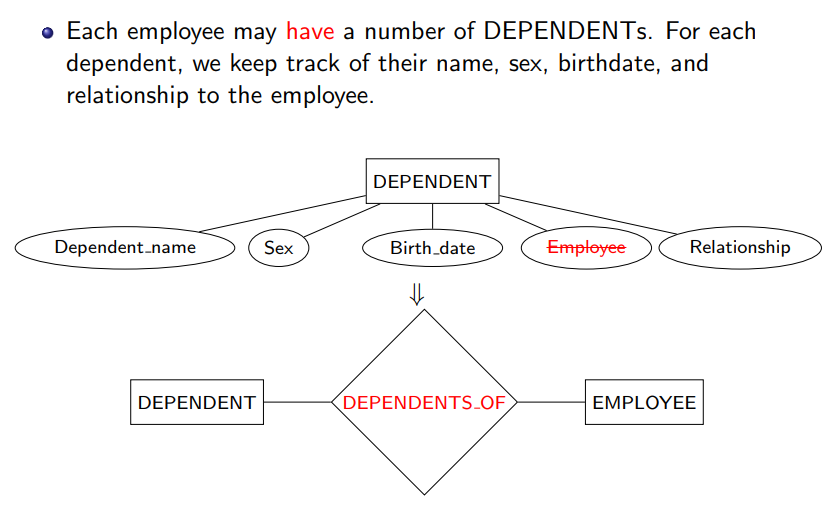 Each employee may have a number of DEPENDENTs. For each
dependent, we keep track of their name, sex, birthdate, and
relationship to the employee.
DEPENDENT
Dependent_name Sex Birth_date Employee Relationship
⇓
DEPENDENT DEPENDENTS_OF EMPLOYEE